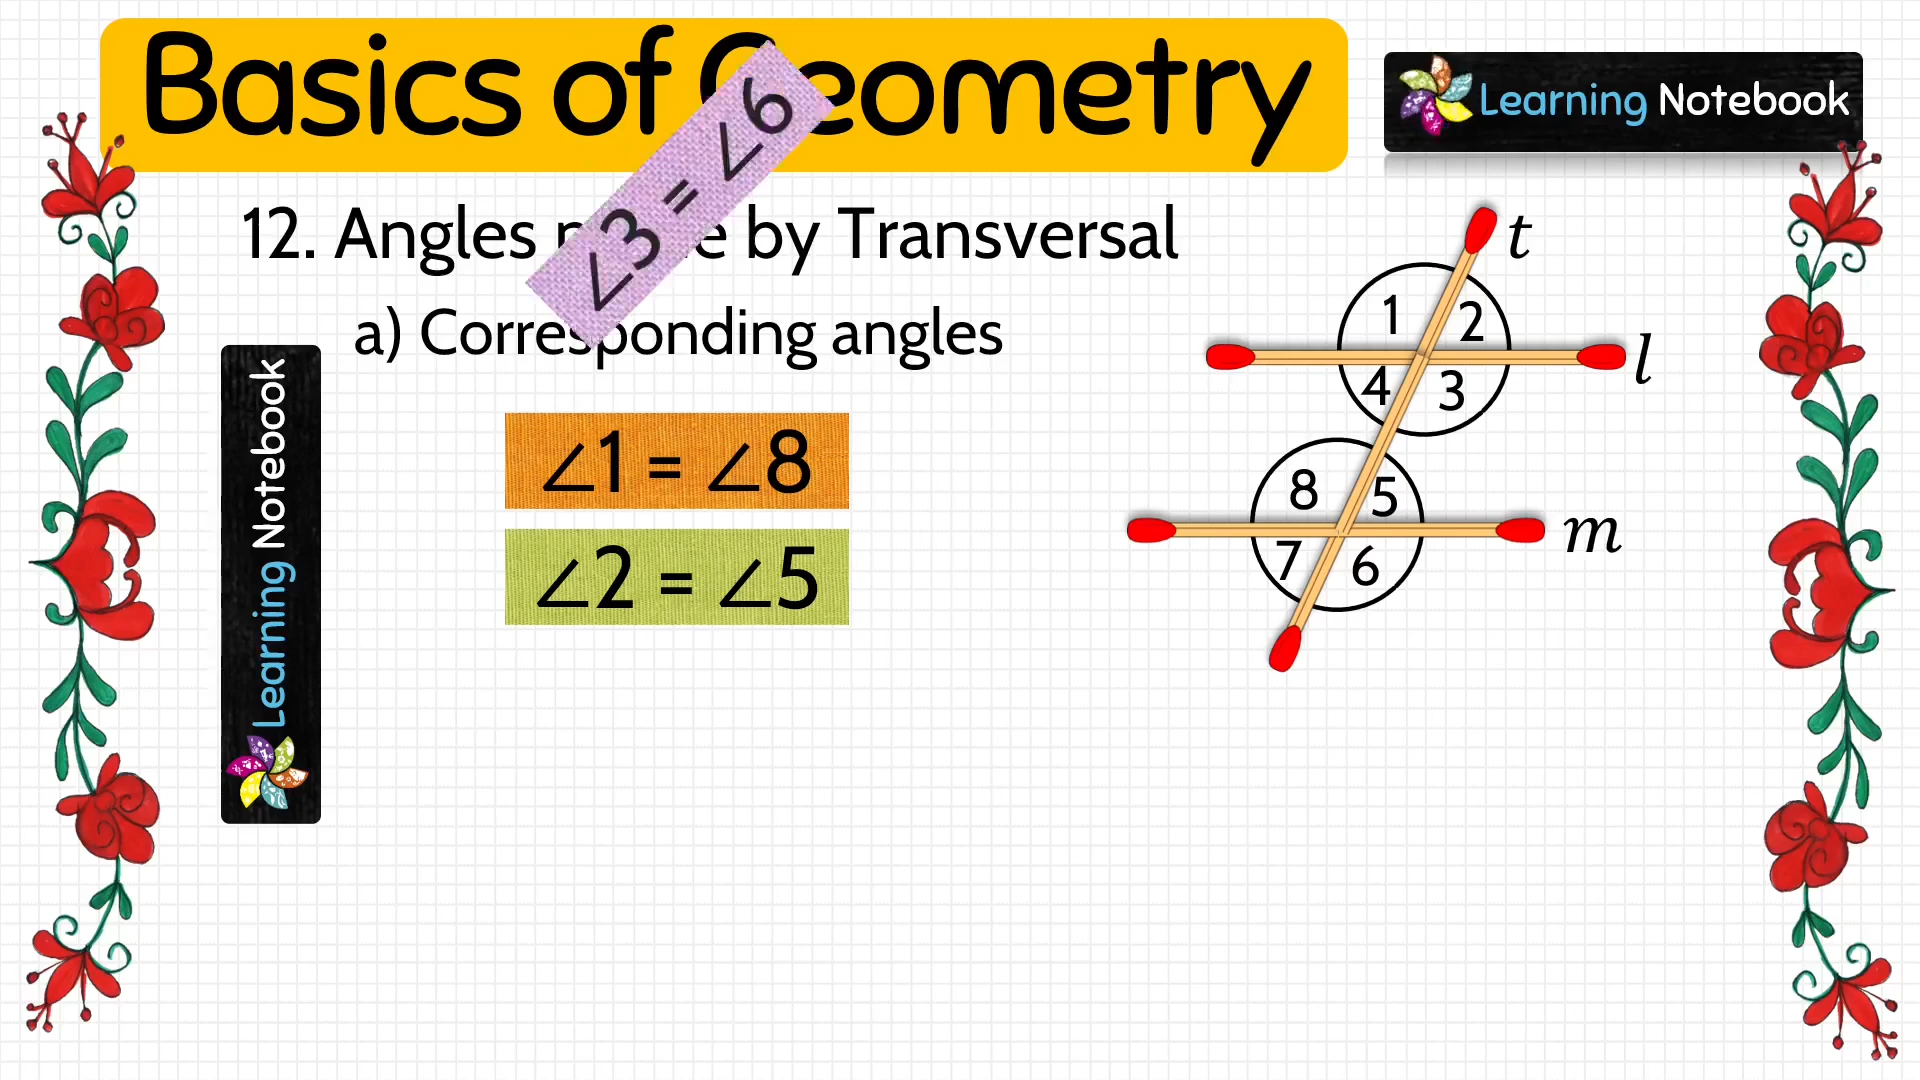 Basics of Geometry
Learning Notebook
∠3 = ∠6
12. Angles made by Transversal
a) Corresponding angles
Learning Notebook
∠1 = ∠8
∠2 = ∠5
t
1 2
l
4 3
8 5
m
7 6